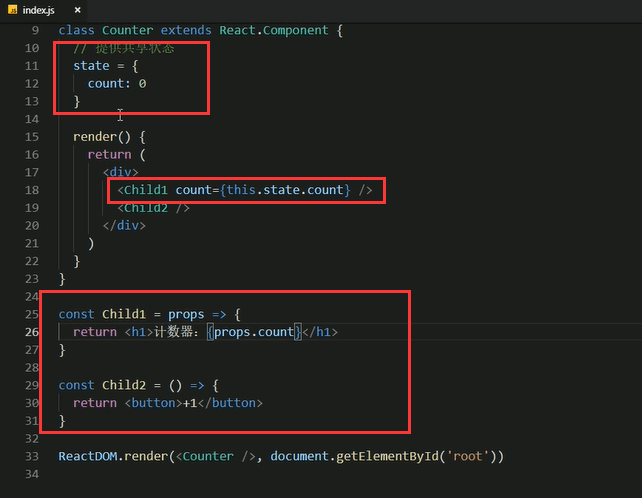 index.js ×
9 class Counter extends React.Component {
10 // 提供共享状态
11 state = {
12 count: 0
13 }
14
15 render() {
16 return (
17 <div>
18 <Child1 count={this.state.count} />
19 <Child2 />
20 </div>
21 )
22 }
23 }
24
25 const Child1 = props => {
26 return <h1>计数器：{props.count}</h1>
27 }
28
29 const Child2 = () => {
30 return <button>+1</button>
31 }
32
33 ReactDOM.render(<Counter />, document.getElementById('root'))
34